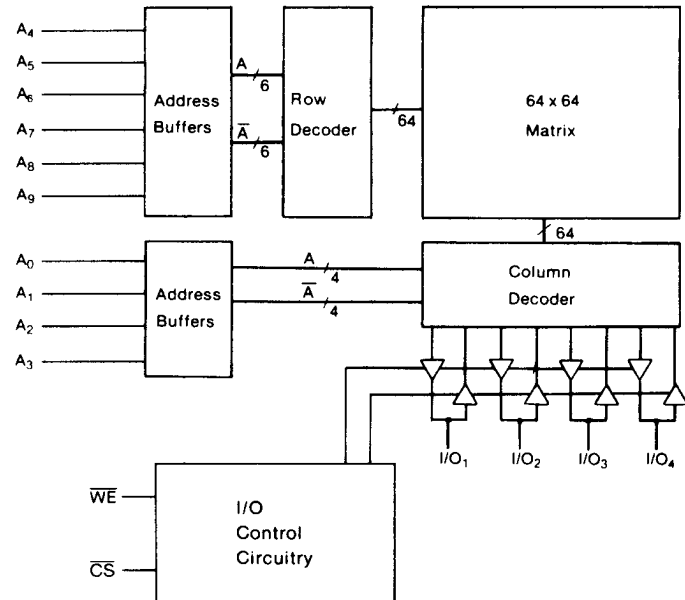 A4
A5
A6
A7
A8
A9
Address
Buffers
A
6
A̅
6
Row
Decoder
64
64 x 64
Matrix
64
A0
A1
A2
A3
Address
Buffers
A
4
A̅
4
Column
Decoder
I/O1
I/O2
I/O3
I/O4
W̅E̅
C̅S̅
I/O
Control
Circuitry